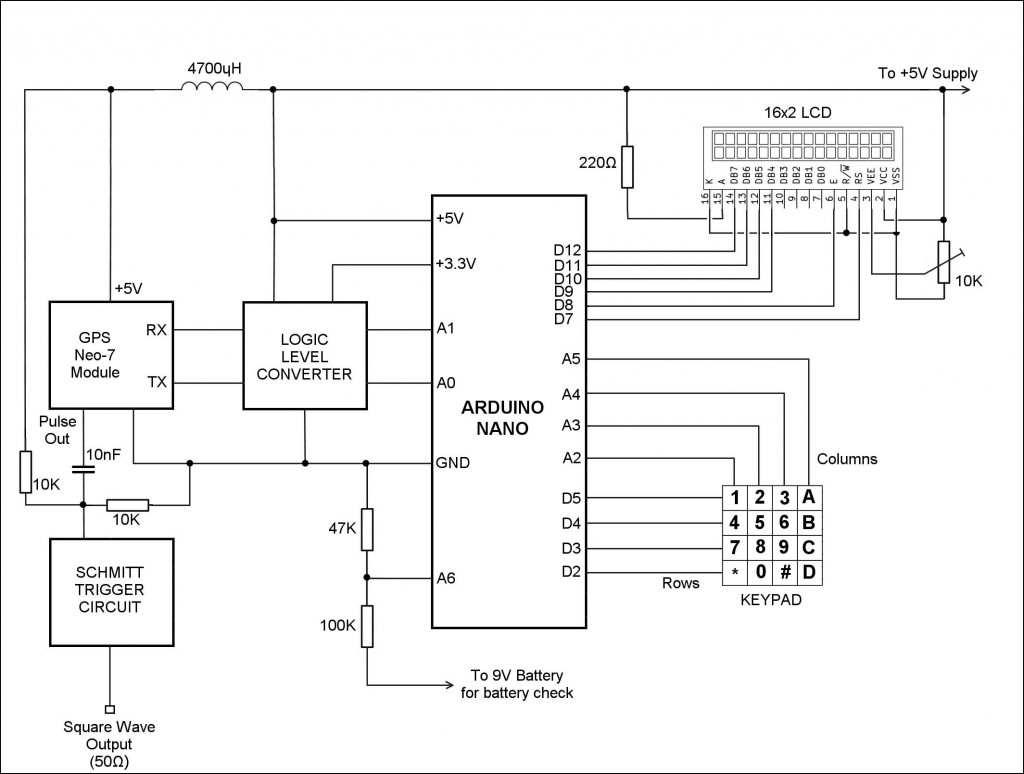 4700ųH
To +5V Supply
16x2 LCD
220Ω
K
A
DB7
DB6
DB5
DB4
DB3
DB2
DB1
DB0
E
R/W
RS
VEE
VCC
VSS
16
15
14
13
12
11
10
9
8
7
6
5
4
3
2
1
10K
+5V
+3.3V
D12
D11
D10
D9
D8
D7
+5V
GPS
Neo-7
Module
RX
TX
LOGIC
LEVEL
CONVERTER
A1
A0
ARDUINO
NANO
A5
A4
A3
A2
Pulse
Out
10nF
10K
10K
GND
Columns
D5
D4
D3
D2
1 2 3 A
4 5 6 B
7 8 9 C
* 0 # D
Rows
KEYPAD
47K
A6
100K
SCHMITT
TRIGGER
CIRCUIT
To 9V Battery
for battery check
Square Wave
Output
(50Ω)